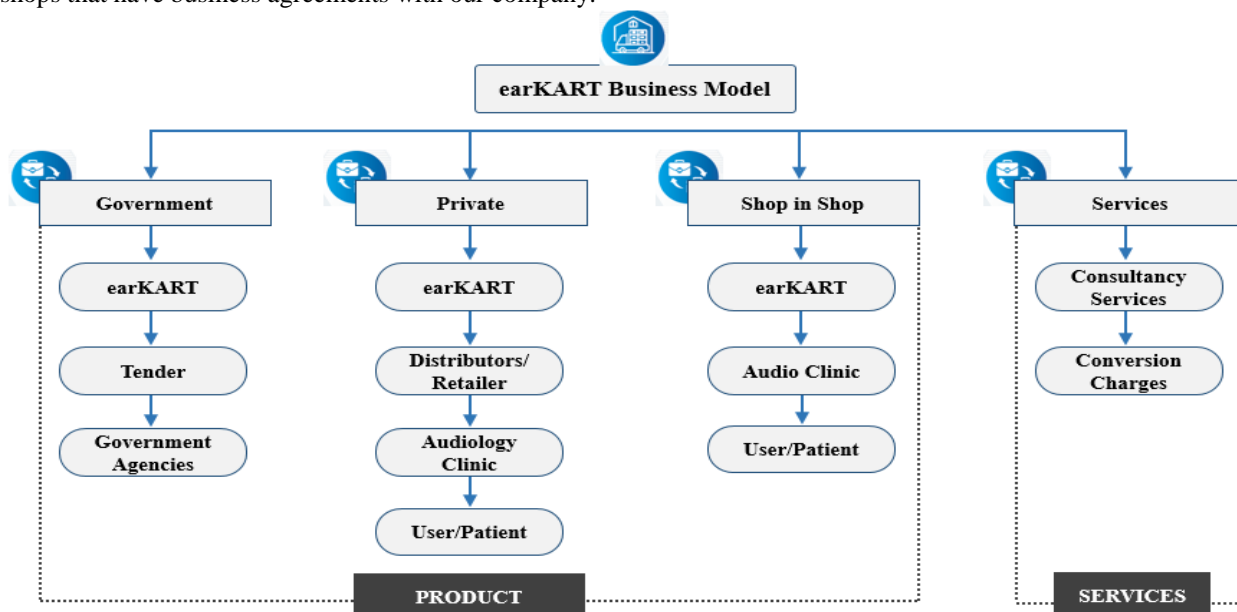 shops that have business agreements with our company.
earKART Business Model
Government
Private
Shop in Shop
Services
earKART
earKART
earKART
Consultancy
Services
Tender
Distributors/
Retailer
Audio Clinic
Conversion
Charges
Government
Agencies
Audiology
Clinic
User/Patient
User/Patient
PRODUCT
SERVICES